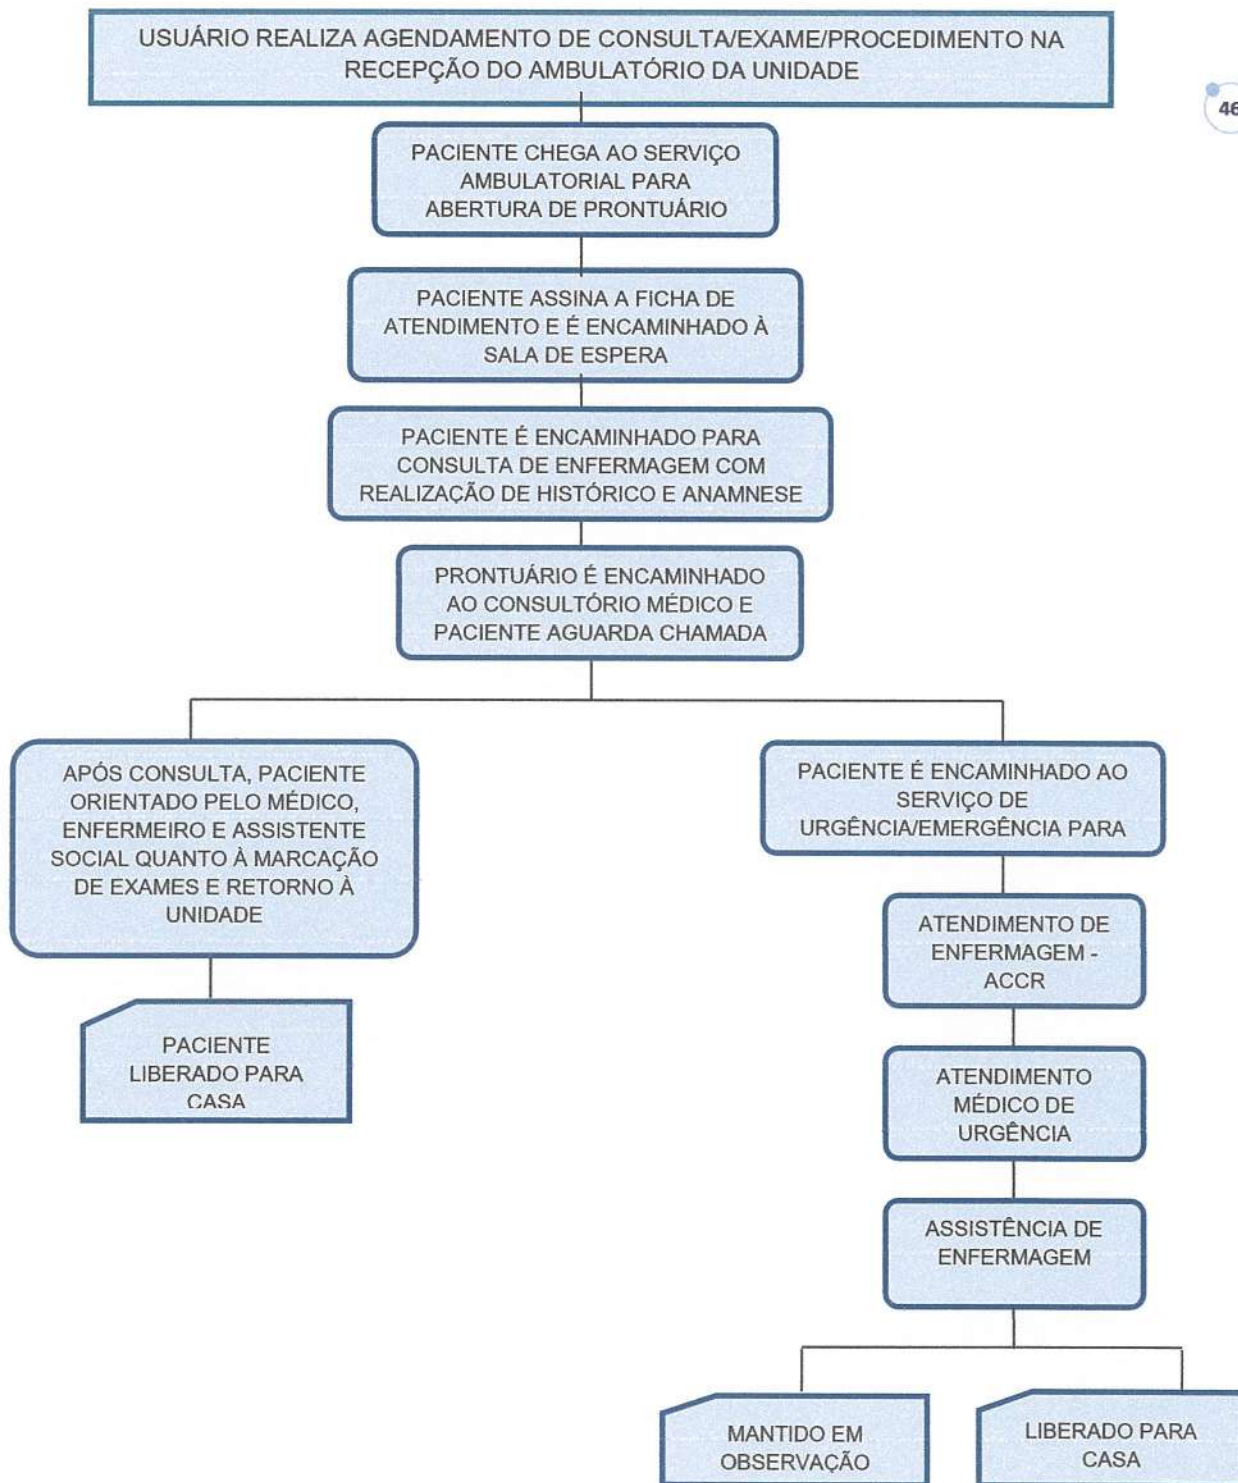 USUÁRIO REALIZA AGENDAMENTO DE CONSULTA/EXAME/PROCEDIMENTO NA
RECEPÇÃO DO AMBULATÓRIO DA UNIDADE
46
PACIENTE CHEGA AO SERVIÇO
AMBULATORIAL PARA
ABERTURA DE PRONTUÁRIO
PACIENTE ASSINA A FICHA DE
ATENDIMENTO E É ENCAMINHADO À
SALA DE ESPERA
PACIENTE É ENCAMINHADO PARA
CONSULTA DE ENFERMAGEM COM
REALIZAÇÃO DE HISTÓRICO E ANAMNESE
PRONTUÁRIO É ENCAMINHADO
AO CONSULTÓRIO MÉDICO E
PACIENTE AGUARDA CHAMADA
APÓS CONSULTA, PACIENTE
ORIENTADO PELO MÉDICO,
ENFERMEIRO E ASSISTENTE
SOCIAL QUANTO À MARCAÇÃO
DE EXAMES E RETORNO À
UNIDADE
PACIENTE
LIBERADO PARA
CASA
PACIENTE É ENCAMINHADO AO
SERVIÇO DE
URGÊNCIA/EMERGÊNCIA PARA
ATENDIMENTO DE
ENFERMAGEM -
ACCR
ATENDIMENTO
MÉDICO DE
URGÊNCIA
ASSISTÊNCIA DE
ENFERMAGEM
MANTIDO EM
OBSERVAÇÃO
LIBERADO PARA
CASA